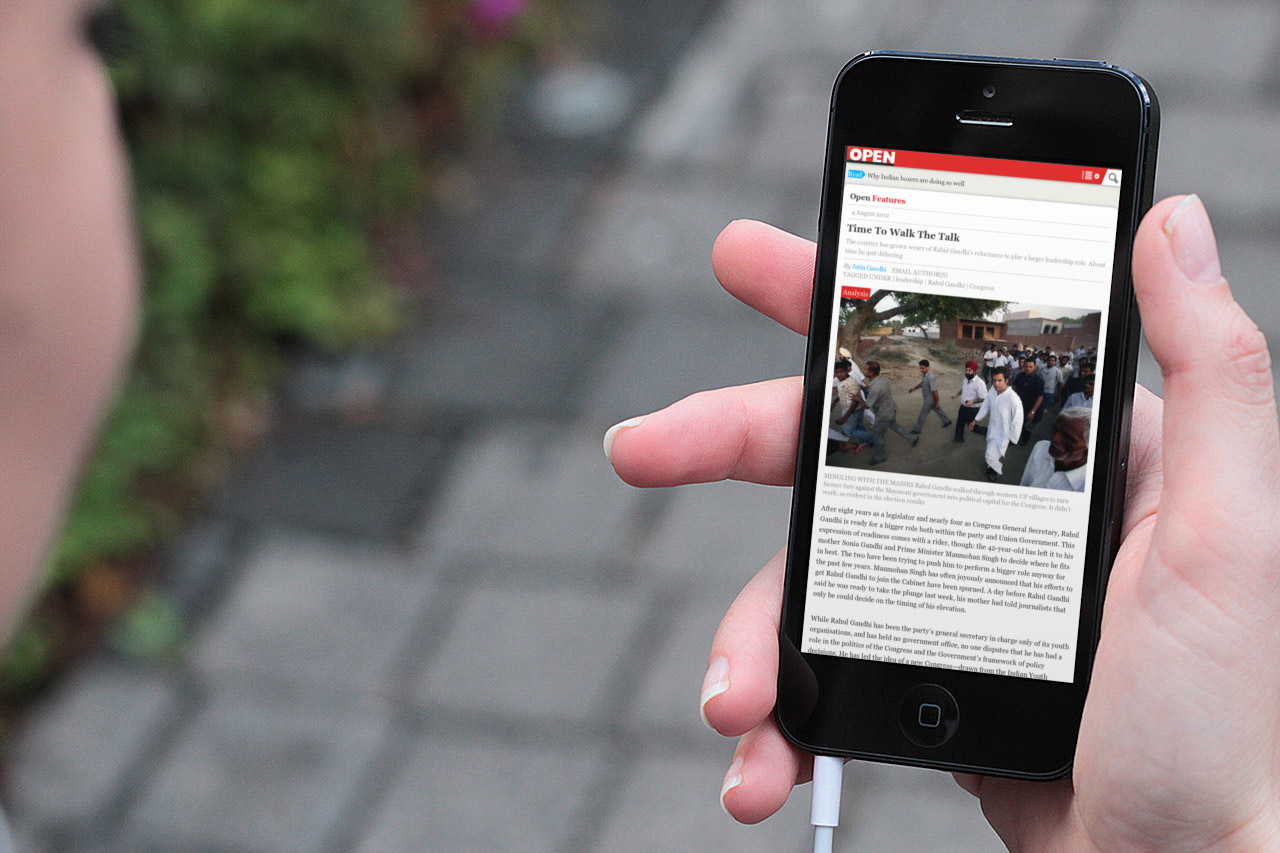 OPEN
Read Why Indian boxers are doing so well
Open Features
4 August 2012
Time To Walk The Talk
The country has grown weary of Rahul Gandhi's reluctance to play a larger leadership role. About
time he quit dithering
By Jatin Gandhi EMAIL AUTHOR(S)
TAGGED UNDER | leadership | Rahul Gandhi | Congress
Analysis
MINGLING WITH THE MASSES Rahul Gandhi walked through western UP villages to turn
farmer fury against the Mayawati government into political capital for the Congress. It didn't
work, as evident in the election results
After eight years as a legislator and nearly four as Congress General Secretary, Rahul
Gandhi is ready for a bigger role both within the party and Union Government. This
expression of readiness comes with a rider, though: the 42-year-old has left it to his
mother Sonia Gandhi and Prime Minister Manmohan Singh to decide where he fits
in best. The two have been trying to push him to perform a bigger role anyway for
the past few years. Manmohan Singh has often joyously announced that his efforts to
get Rahul Gandhi to join the Cabinet have been spurned. A day before Rahul Gandhi
said he was ready to take the plunge last week, his mother had told journalists that
only he could decide on the timing of his elevation.
While Rahul Gandhi has been the party's general secretary in charge only of its youth
organisations, and has held no government office, no one disputes that he has had a
role in the politics of the Congress and the Government's framework of policy
decisions. He has led the idea of a new Congress—drawn from the Indian Youth